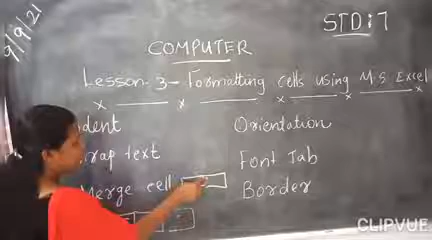 9/9/21
STD: 7
COMPUTER
Lesson-3- Formatting cells using M.S Excel
Orientation
text
Font Tab
Merge cell
Border
CLIPVUE